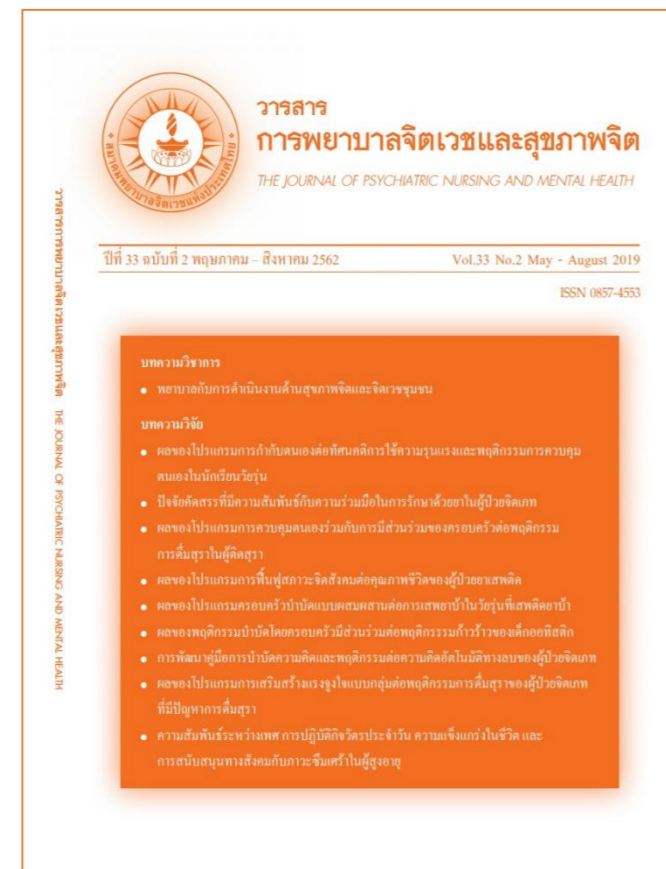 วารสาร
การพยาบาลจิตเวชและสุขภาพจิต
THE JOURNAL OF PSYCHIATRIC NURSING AND MENTAL HEALTH
สมาคมพยาบาลจิตเวชแห่งประเทศไทย
ปีที่ 33 ฉบับที่ 2 พฤษภาคม – สิงหาคม 2562 Vol.33 No.2 May - August 2019
ISSN 0857-4553
วารสารการพยาบาลจิตเวชและสุขภาพจิต THE JOURNAL OF PSYCHIATRIC NURSING AND MENTAL HEALTH
บทความวิชาการ
• พยาบาลกับการดำเนินงานด้านสุขภาพจิตและจิตเวชชุมชน
บทความวิจัย
• ผลของโปรแกรมการกำกับตนเองต่อทัศนคติการใช้ความรุนแรงและพฤติกรรมการควบคุม
ตนเองในนักเรียนวัยรุ่น
• ปัจจัยคัดสรรที่มีความสัมพันธ์กับความร่วมมือในการรักษาด้วยยาในผู้ป่วยจิตเภท
• ผลของโปรแกรมการควบคุมตนเองร่วมกับการมีส่วนร่วมของครอบครัวต่อพฤติกรรม
การดื่มสุราในผู้ติดสุรา
• ผลของโปรแกรมการฟื้นฟูสภาวะจิตสังคมต่อคุณภาพชีวิตของผู้ป่วยยาเสพติด
• ผลของโปรแกรมครอบครัวบำบัดแบบผสมผสานต่อการเสพยาบ้าในวัยรุ่นที่เสพติดยาบ้า
• ผลของพฤติกรรมบำบัดโดยครอบครัวมีส่วนร่วมต่อพฤติกรรมก้าวร้าวของเด็กออทิสติก
• การพัฒนาคู่มือการบำบัดความคิดและพฤติกรรมต่อความคิดอัตโนมัติทางลบของผู้ป่วยจิตเภท
• ผลของโปรแกรมการเสริมสร้างแรงจูงใจแบบกลุ่มต่อพฤติกรรมการดื่มสุราของผู้ป่วยจิตเภท
ที่มีปัญหาการดื่มสุรา
• ความสัมพันธ์ระหว่างเพศ การปฏิบัติกิจวัตรประจำวัน ความแข็งแกร่งในชีวิต และ
การสนับสนุนทางสังคมกับภาวะซึมเศร้าในผู้สูงอายุ